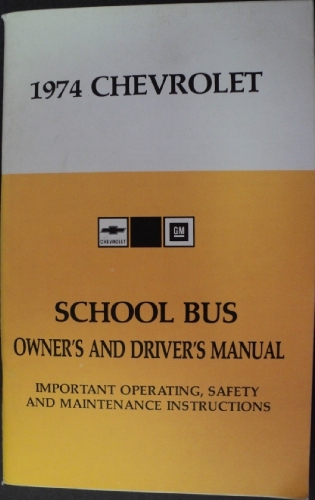 1974 CHEVROLET
CHEVROLET
GM
SCHOOL BUS
OWNER'S AND DRIVER'S MANUAL
IMPORTANT OPERATING, SAFETY
AND MAINTENANCE INSTRUCTIONS